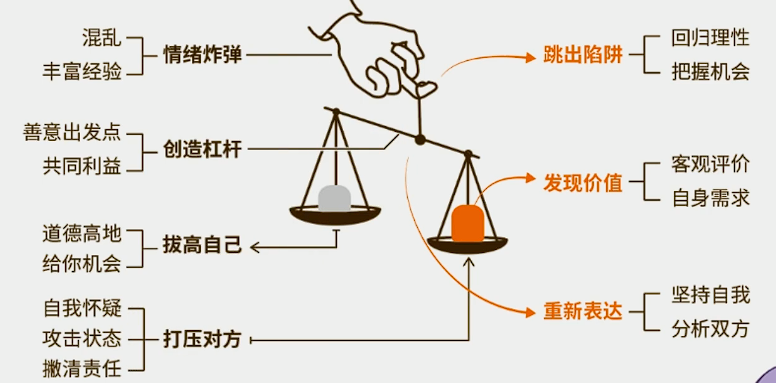 混乱
丰富经验
情绪炸弹
善意出发点
共同利益
创造杠杆
道德高地
给你机会
拔高自己
自我怀疑
攻击状态
撇清责任
打压对方
跳出陷阱
回归理性
把握机会
发现价值
客观评价
自身需求
重新表达
坚持自我
分析双方